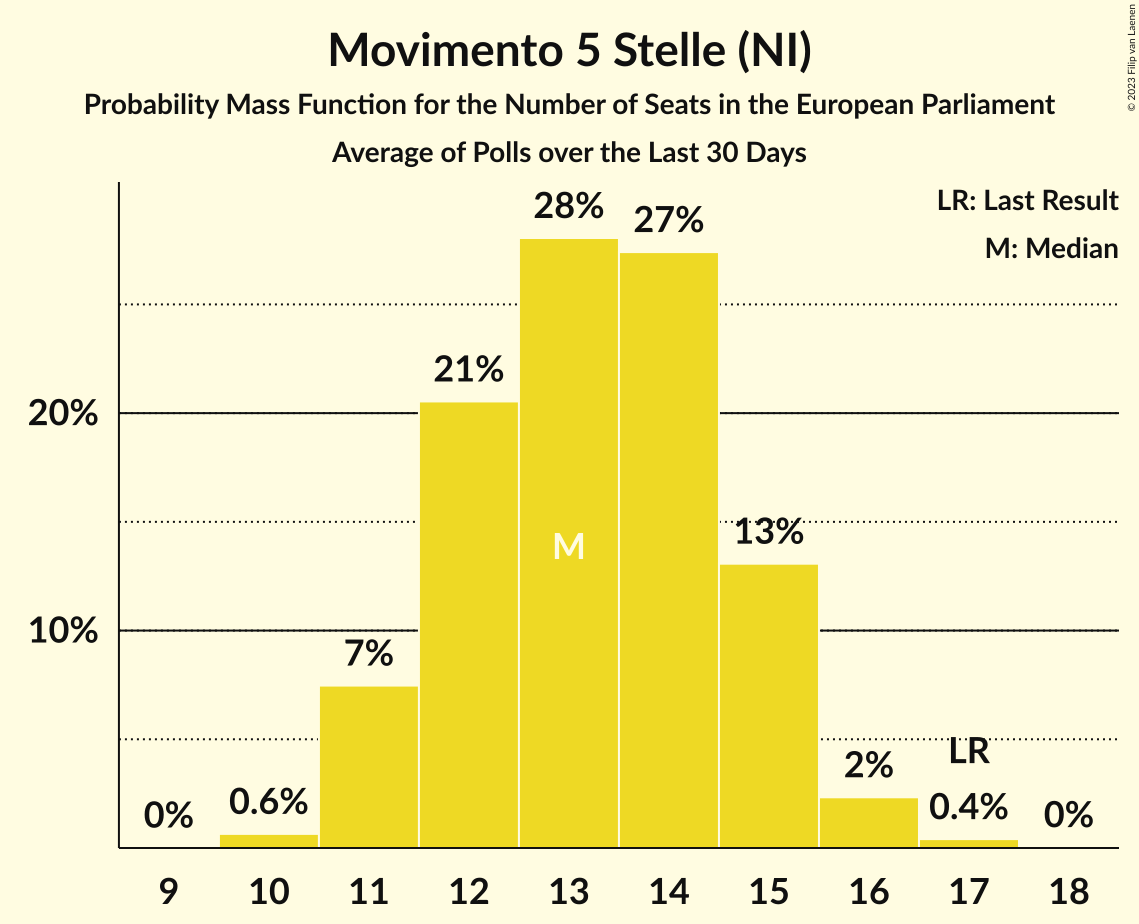 Movimento 5 Stelle (NI)
Probability Mass Function for the Number of Seats in the European Parliament
Average of Polls over the Last 30 Days
© 2023 Filip van Laenen
LR: Last Result
M: Median
28%
27%
21%
20%
13%
M
10%
7%
LR
2%
0%
0.6%
0.4%
0%
9 10 11 12 13 14 15 16 17 18